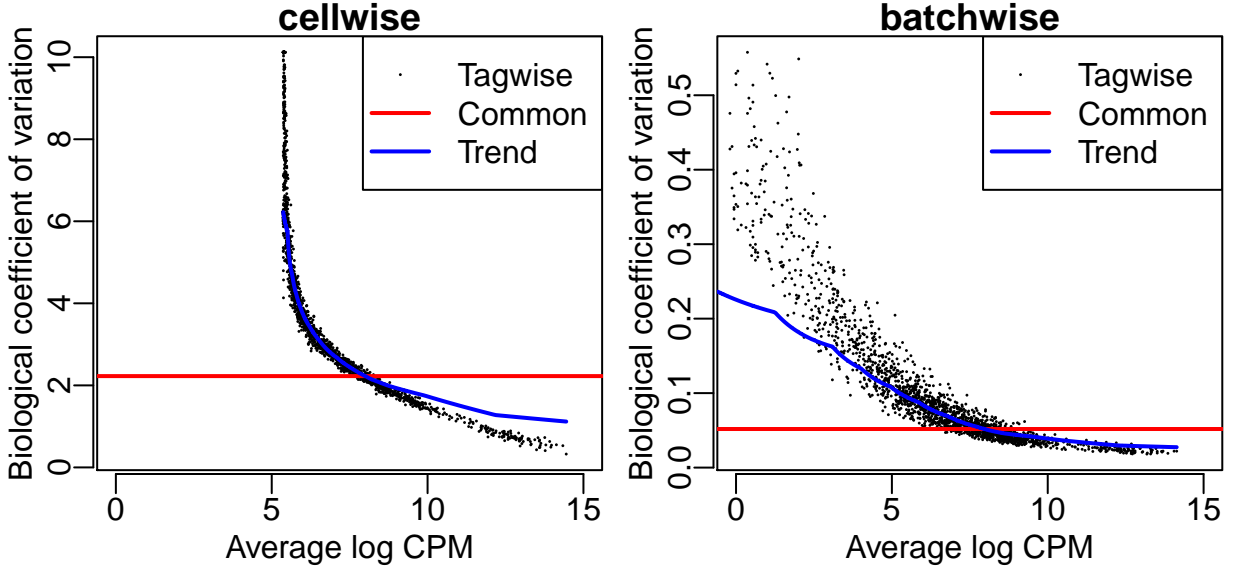 cellwise
Biological coefficient of variation
0 2 4 6 8 10
Tagwise
Common
Trend
0 5 10 15
Average log CPM
batchwise
Biological coefficient of variation
0.0 0.1 0.2 0.3 0.4 0.5
Tagwise
Common
Trend
0 5 10 15
Average log CPM